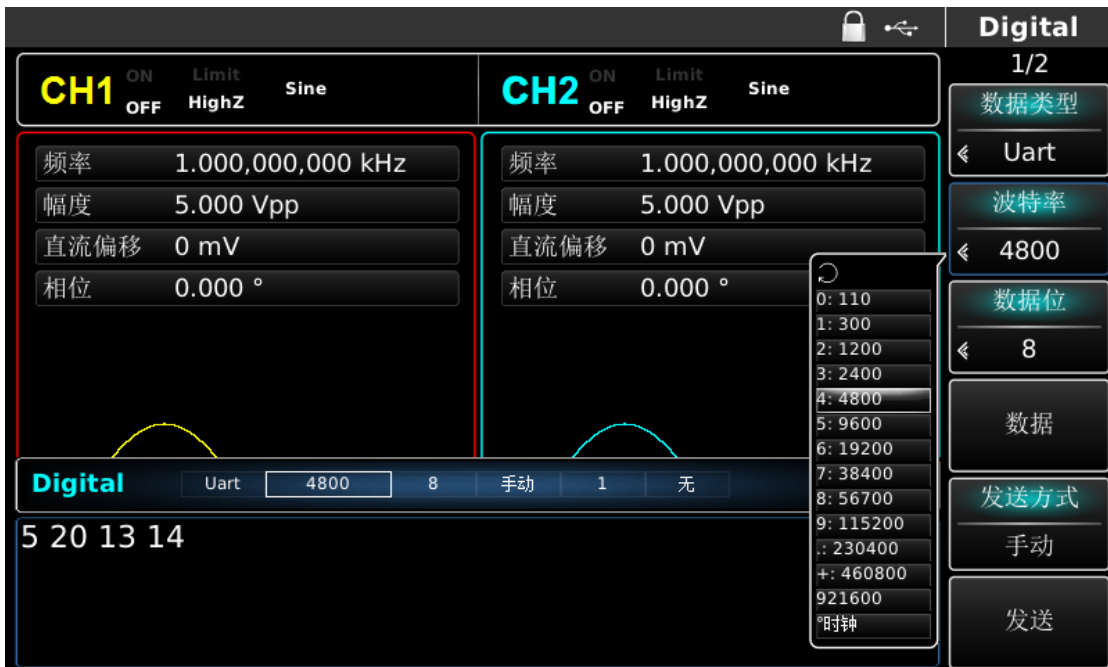 Digital
1/2
CH1 ON OFF Limit HighZ Sine
CH2 ON OFF Limit HighZ Sine
频率 1.000,000,000 kHz
幅度 5.000 Vpp
直流偏移 0 mV
相位 0.000 °
频率 1.000,000,000 kHz
幅度 5.000 Vpp
直流偏移 0 mV
相位 0.000 °
0: 110
1: 300
2: 1200
3: 2400
4: 4800
5: 9600
6: 19200
7: 38400
8: 56700
9: 115200
.: 230400
+: 460800
921600
°时钟
Digital Uart 4800 8 手动 1 无
5 20 13 14
数据类型
Uart
波特率
4800
数据位
8
数据
发送方式
手动
发送